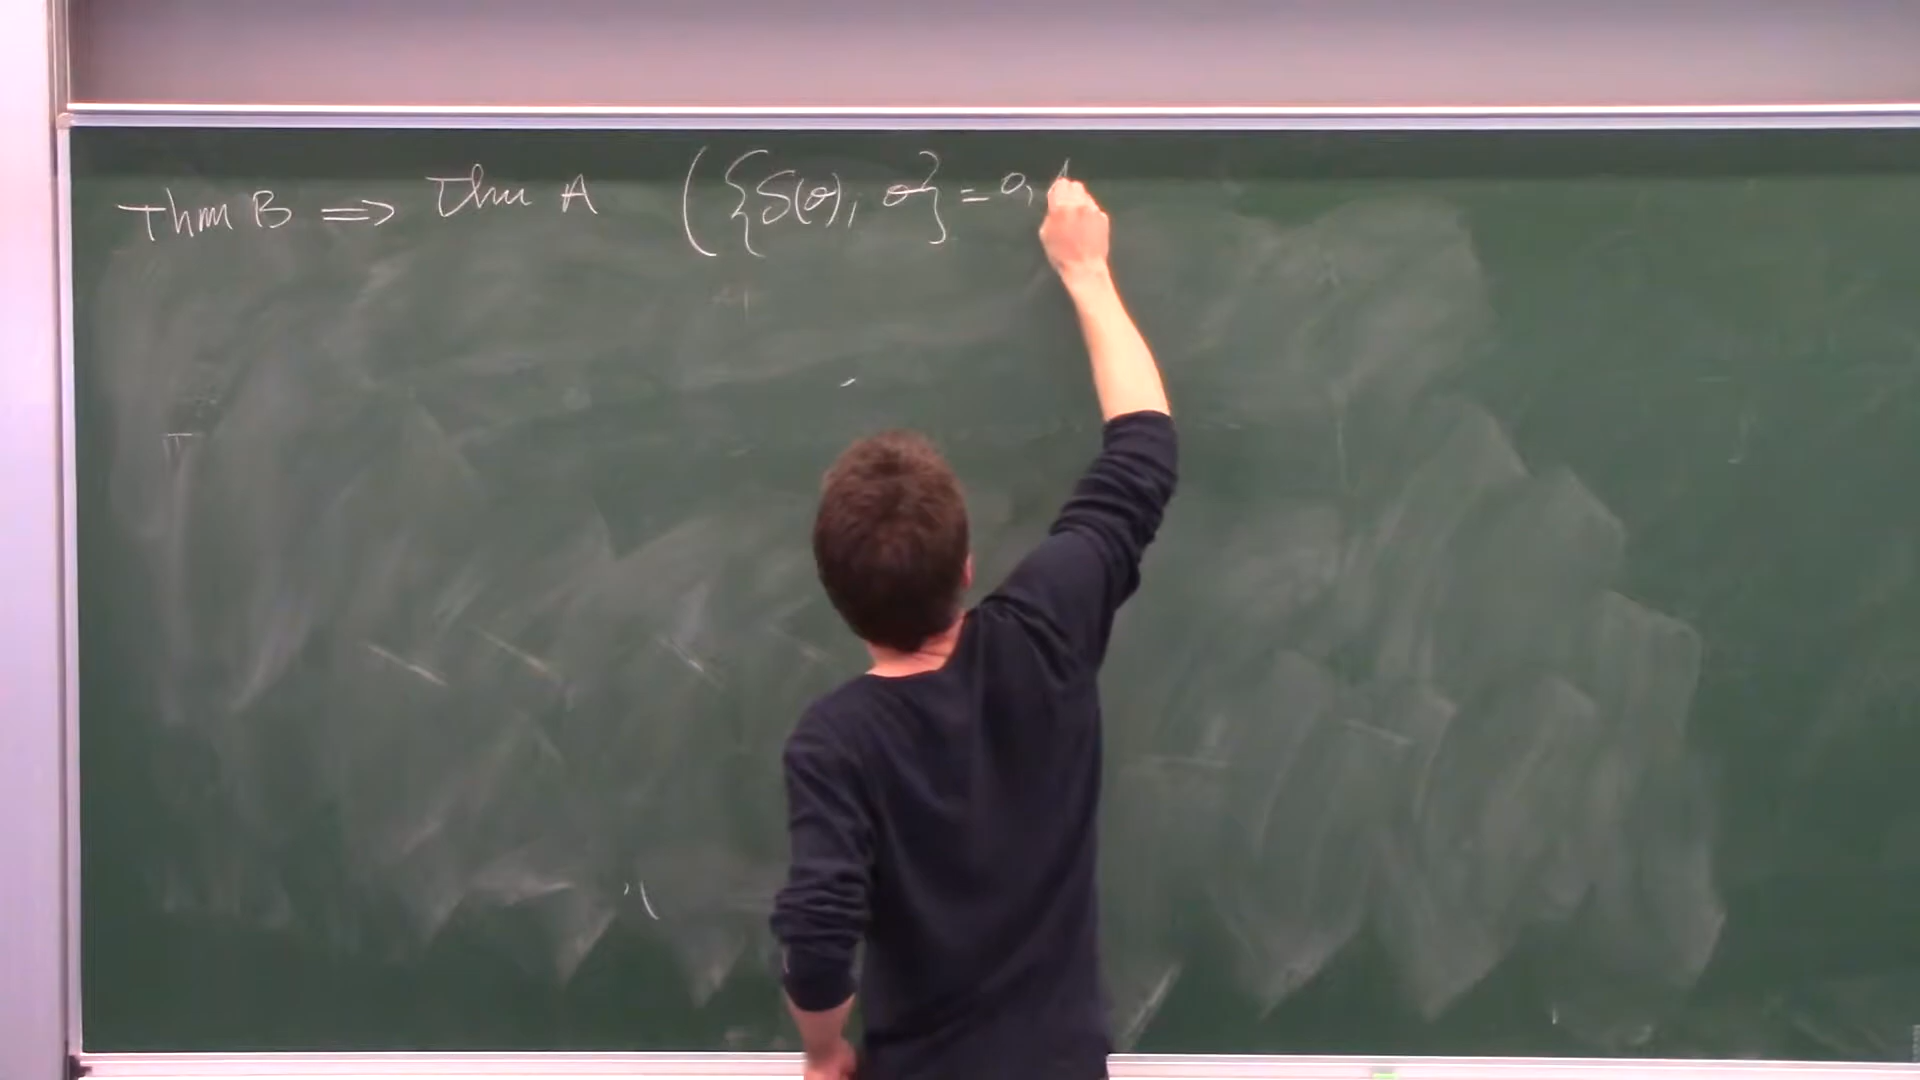 Thm B ⟹ Thm A ({δ(σ), σ} = 0,